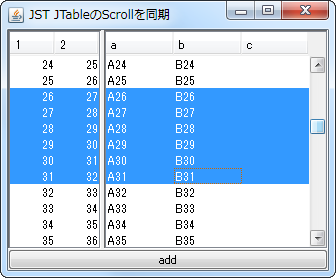 JST JTableのScrollを同期
1 2 a b c
24 25 A24 B24
25 26 A25 B25
26 27 A26 B26
27 28 A27 B27
28 29 A28 B28
29 30 A29 B29
30 31 A30 B30
31 32 A31 B31
32 33 A32 B32
33 34 A33 B33
34 35 A34 B34
35 36 A35 B35
add